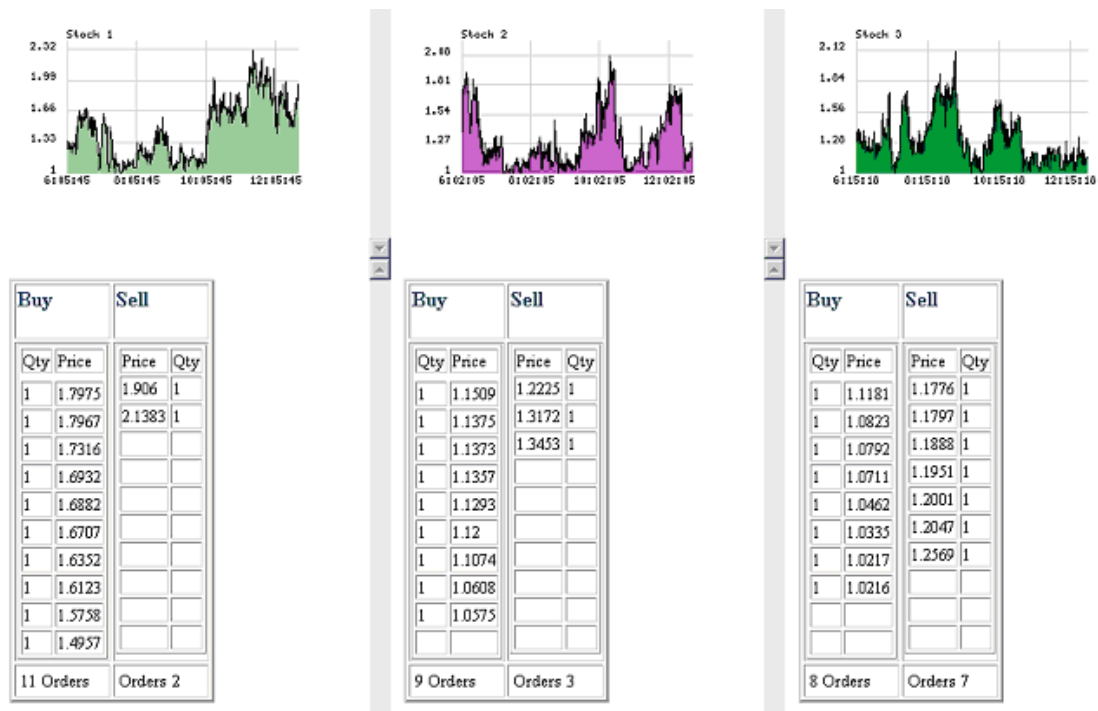 Stock 1
2.32
1.99
1.66
1.33
1
6:05:45 8:05:45 10:05:45 12:05:45
Buy Sell
Qty Price Price Qty
1 1.7975 1.906 1
1 1.7967 2.1383 1
1 1.7316
1 1.6932
1 1.6882
1 1.6707
1 1.6352
1 1.6123
1 1.5758
1 1.4957
11 Orders Orders 2
Stock 2
2.08
1.81
1.54
1.27
1
6:02:05 8:02:05 10:02:05 12:02:05
Buy Sell
Qty Price Price Qty
1 1.1509 1.2225 1
1 1.1375 1.3172 1
1 1.1373 1.3453 1
1 1.1357
1 1.1293
1 1.12
1 1.1074
1 1.0608
1 1.0575
9 Orders Orders 3
Stock 3
2.12
1.84
1.56
1.28
1
6:15:10 8:15:10 10:15:10 12:15:10
Buy Sell
Qty Price Price Qty
1 1.1181 1.1776 1
1 1.0823 1.1797 1
1 1.0792 1.1888 1
1 1.0711 1.1951 1
1 1.0462 1.2001 1
1 1.0335 1.2047 1
1 1.0217 1.2569 1
1 1.0216
8 Orders Orders 7